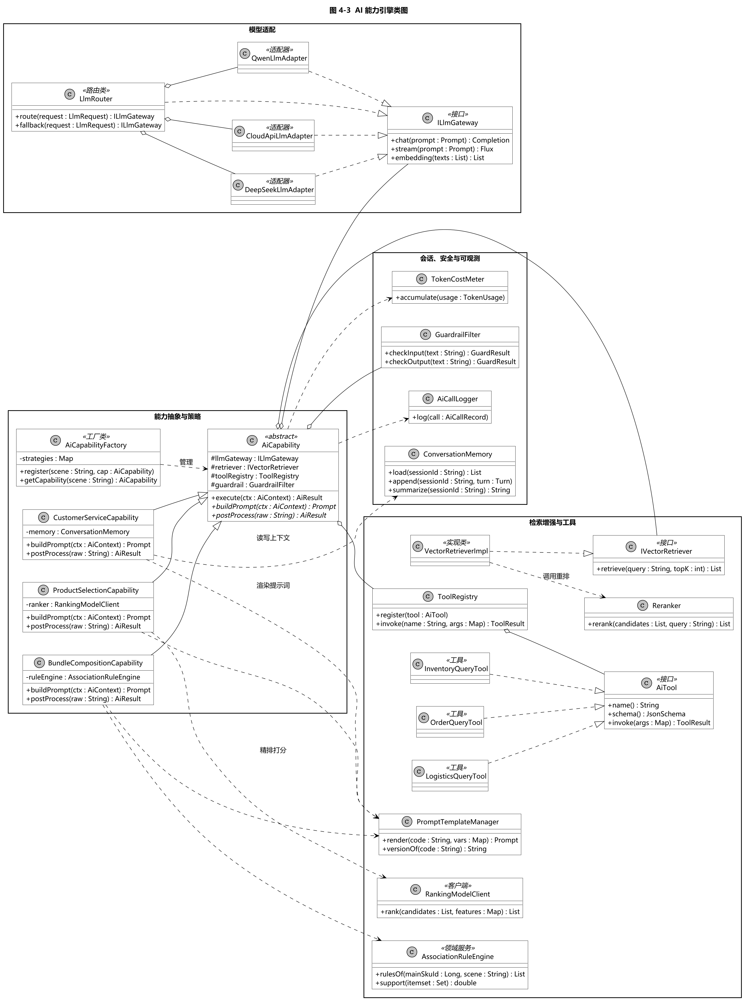 图 4-3 AI 能力引擎类图
模型适配
«适配器»
C QwenLlmAdapter
«路由类»
C LlmRouter
+route(request : LlmRequest) : ILlmGateway
+fallback(request : LlmRequest) : ILlmGateway
«适配器»
C CloudApiLlmAdapter
«适配器»
C DeepSeekLlmAdapter
«接口»
C ILlmGateway
+chat(prompt : Prompt) : Completion
+stream(prompt : Prompt) : Flux
+embedding(texts : List) : List
会话、安全与可观测
C TokenCostMeter
+accumulate(usage : TokenUsage)
C GuardrailFilter
+checkInput(text : String) : GuardResult
+checkOutput(text : String) : GuardResult
C AiCallLogger
+log(call : AiCallRecord)
C ConversationMemory
+load(sessionId : String) : List
+append(sessionId : String, turn : Turn)
+summarize(sessionId : String) : String
能力抽象与策略
«工厂类»
C AiCapabilityFactory
-strategies : Map
+register(scene : String, cap : AiCapability)
+getCapability(scene : String) : AiCapability
管理
«abstract»
C AiCapability
#llmGateway : ILlmGateway
#retriever : IVectorRetriever
#toolRegistry : ToolRegistry
#guardrail : GuardrailFilter
+execute(ctx : AiContext) : AiResult
+buildPrompt(ctx : AiContext) : Prompt
+postProcess(raw : String) : AiResult
C CustomerServiceCapability
-memory : ConversationMemory
+buildPrompt(ctx : AiContext) : Prompt
+postProcess(raw : String) : AiResult
读写上下文
渲染提示词
C ProductSelectionCapability
-ranker : RankingModelClient
+buildPrompt(ctx : AiContext) : Prompt
+postProcess(raw : String) : AiResult
C BundleCompositionCapability
-ruleEngine : AssociationRuleEngine
+buildPrompt(ctx : AiContext) : Prompt
+postProcess(raw : String) : AiResult
精排打分
检索增强与工具
«实现类»
C VectorRetrieverImpl
«接口»
C IVectorRetriever
+retrieve(query : String, topK : int) : List
调用重排
C ToolRegistry
+register(tool : AiTool)
+invoke(name : String, args : Map) : ToolResult
C Reranker
+rerank(candidates : List, query : String) : List
«工具»
C InventoryQueryTool
«接口»
C AiTool
+name() : String
+schema() : JsonSchema
+invoke(args : Map) : ToolResult
«工具»
C OrderQueryTool
«工具»
C LogisticsQueryTool
C PromptTemplateManager
+render(code : String, vars : Map) : Prompt
+versionOf(code : String) : String
«客户端»
C RankingModelClient
+rank(candidates : List, features : Map) : List
«领域服务»
C AssociationRuleEngine
+rulesOf(mainSkuId : Long, scene : String) : List
+support(itemset : Set) : double